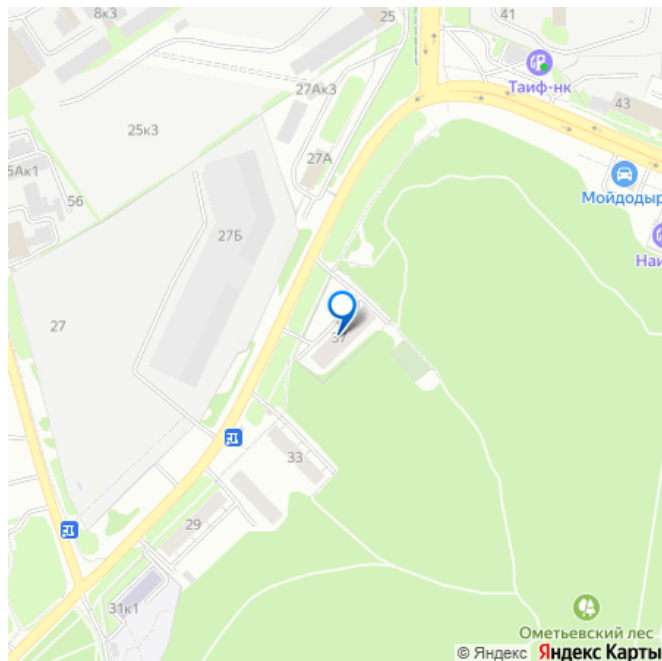 8к3
25
41
Таиф-нк
27Ак3
43
25к3
27А
5Ак1
Мойдодыр
56
27Б
Наи
27
37
33
29
31к1
Ометьевский лес
© Яндекс Яндекс Карты